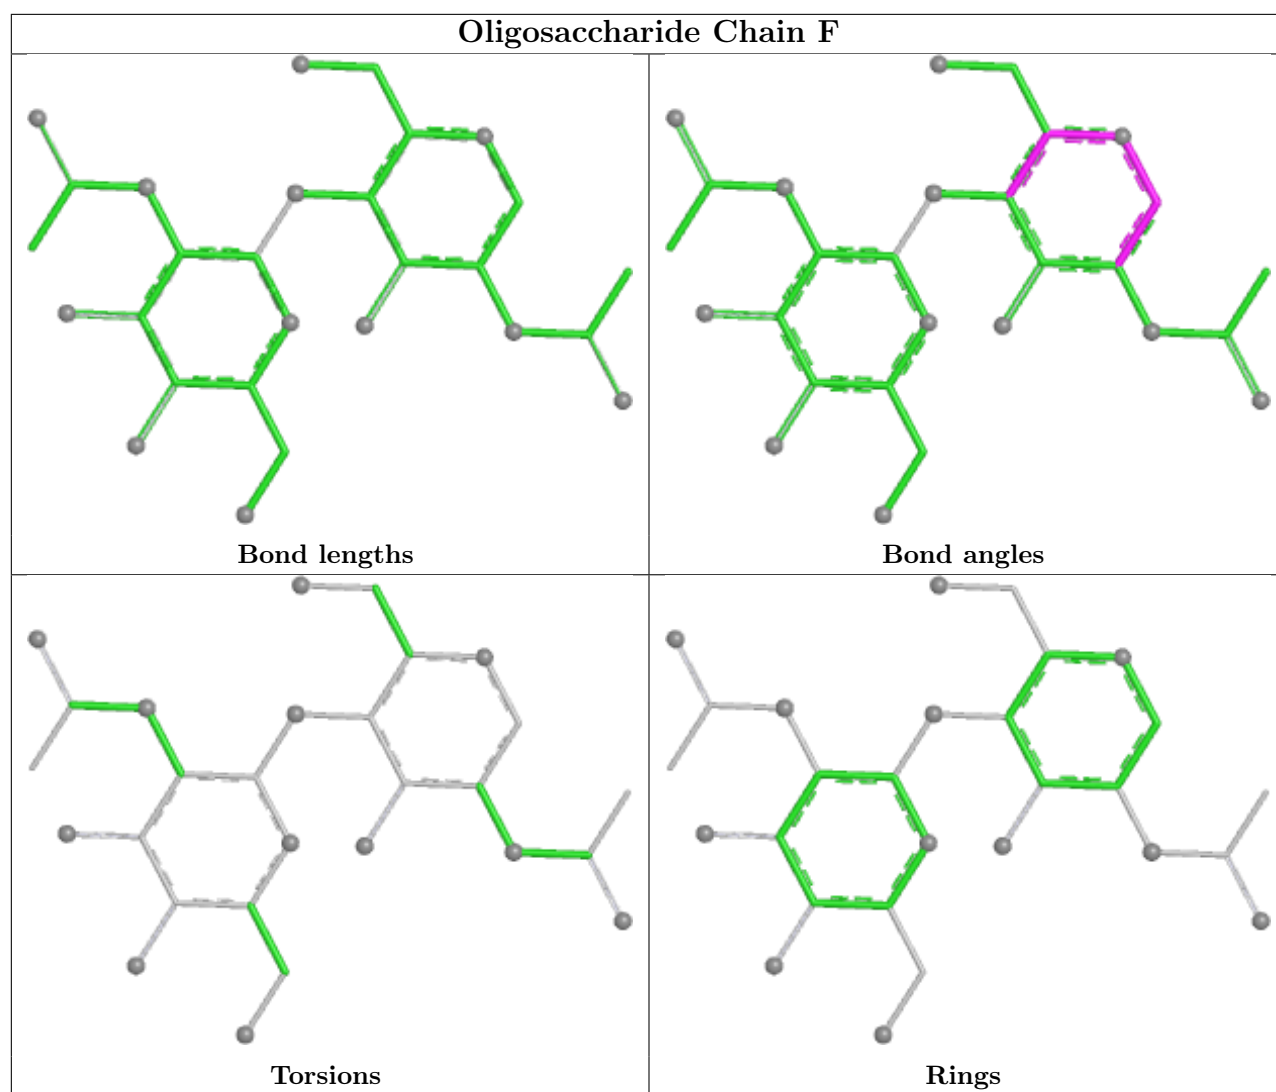 Oligosaccharide Chain F
Bond lengths
Bond angles
Torsions
Rings